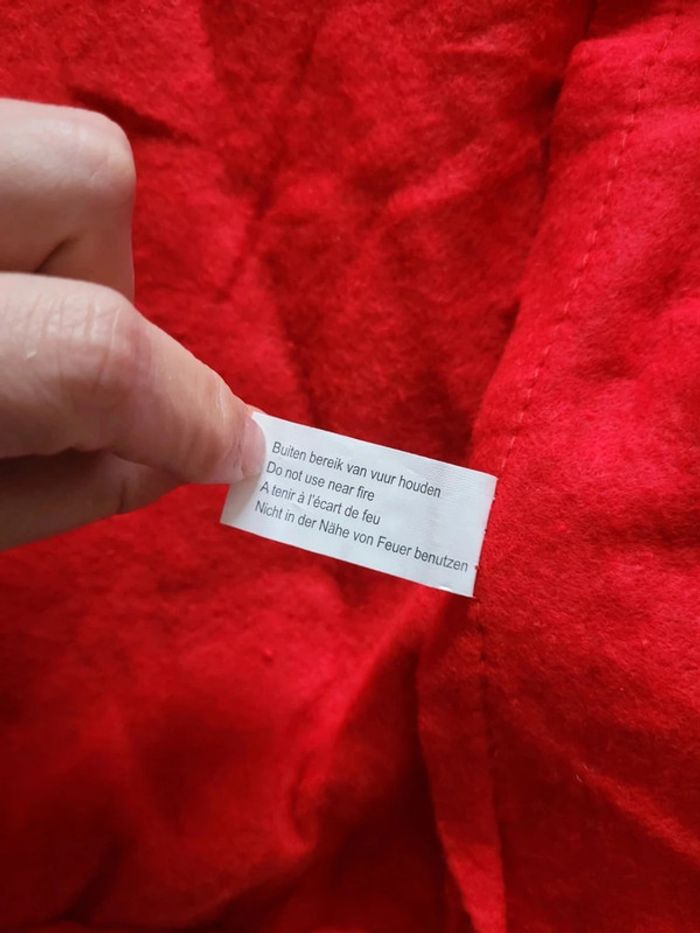 Buiten bereik van vuur houden
Do not use near fire
A tenir à l'écart de feu
Nicht in der Nähe von Feuer benutzen